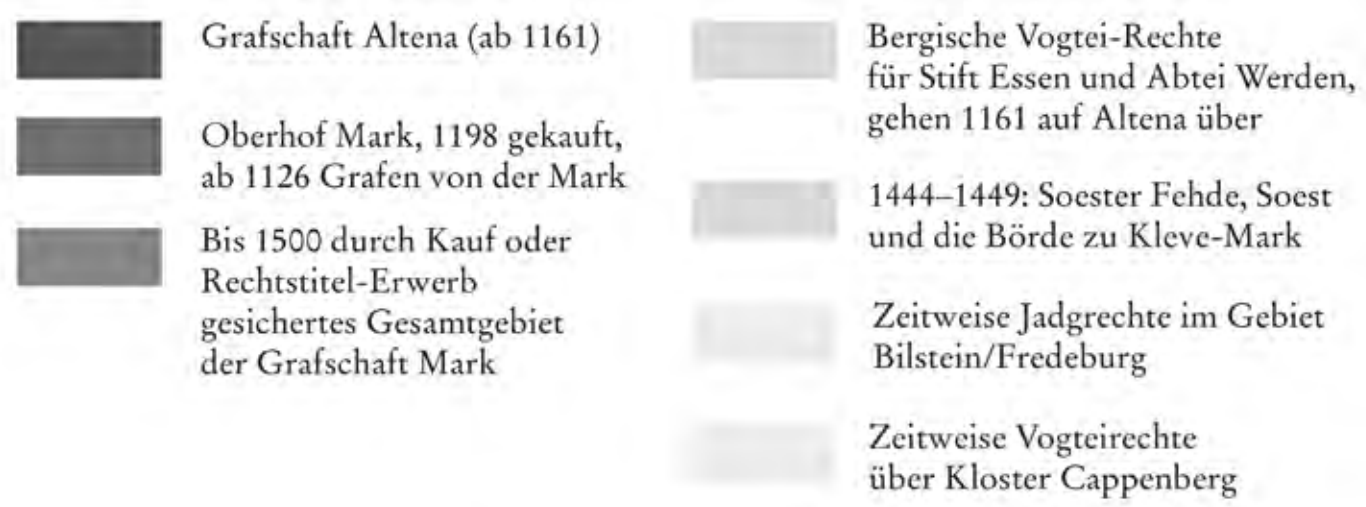 Grafschaft Altena (ab 1161)
Oberhof Mark, 1198 gekauft,
ab 1126 Grafen von der Mark
Bis 1500 durch Kauf oder
Rechtstitel-Erwerb
gesichertes Gesamtgebiet
der Grafschaft Mark
Bergische Vogtei-Rechte
für Stift Essen und Abtei Werden,
gehen 1161 auf Altena über
1444–1449: Soester Fehde, Soest
und die Börde zu Kleve-Mark
Zeitweise Jadgrechte im Gebiet
Bilstein/Fredeburg
Zeitweise Vogteirechte
über Kloster Cappenberg